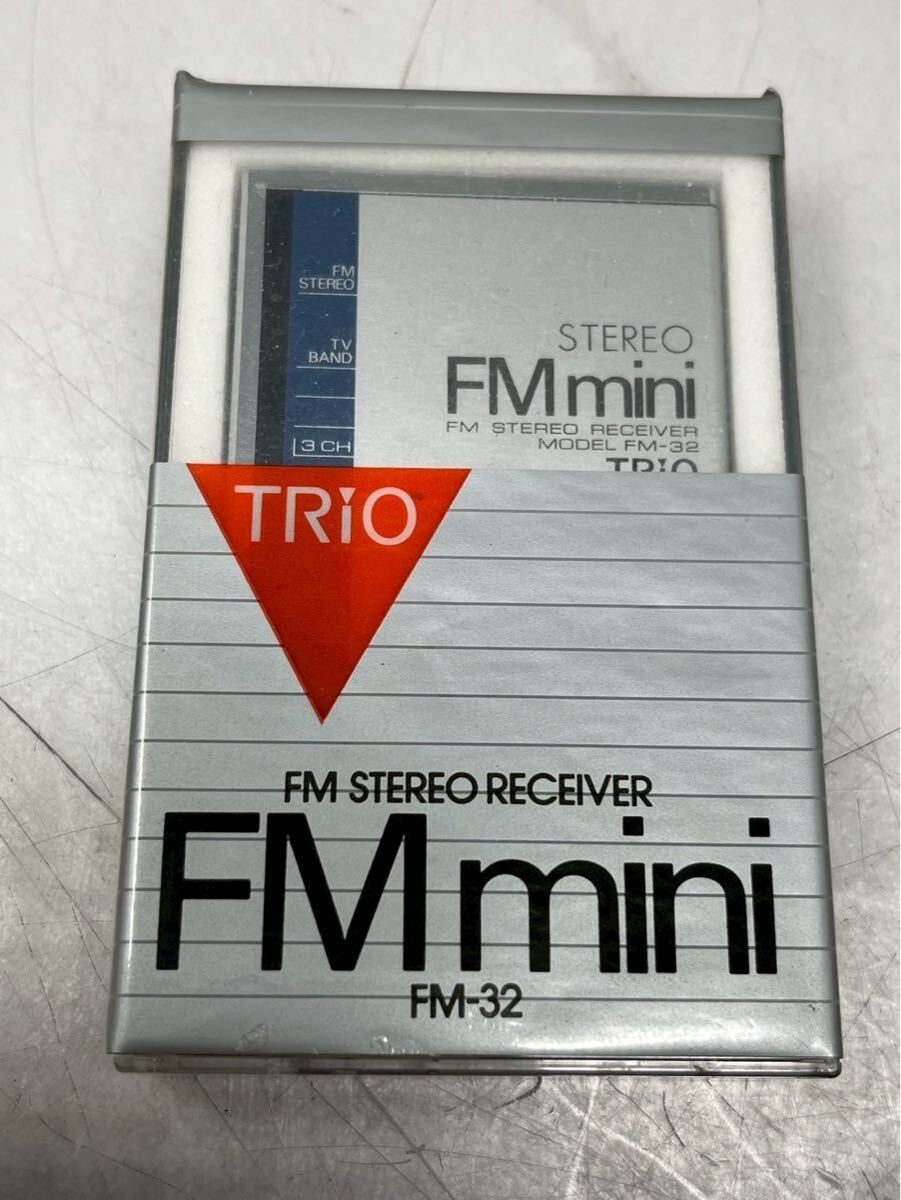 FM
STEREO
TV
BAND
3 CH
STEREO
FM mini
FM STEREO RECEIVER
MODEL FM-32
TRiO
TRiO
FM STEREO RECEIVER
FM mini
FM-32